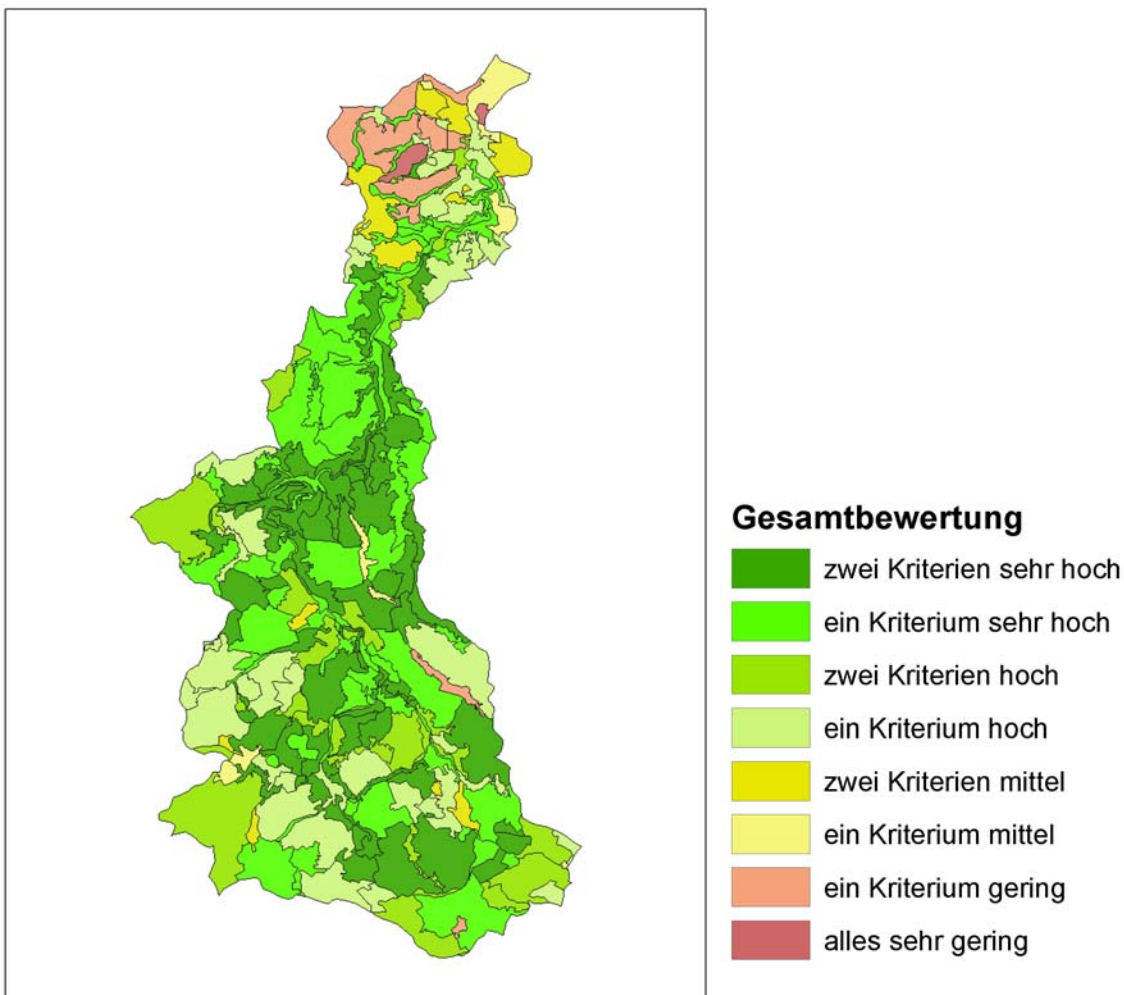 Gesamtbewertung
zwei Kriterien sehr hoch
ein Kriterium sehr hoch
zwei Kriterien hoch
ein Kriterium hoch
zwei Kriterien mittel
ein Kriterium mittel
ein Kriterium gering
alles sehr gering